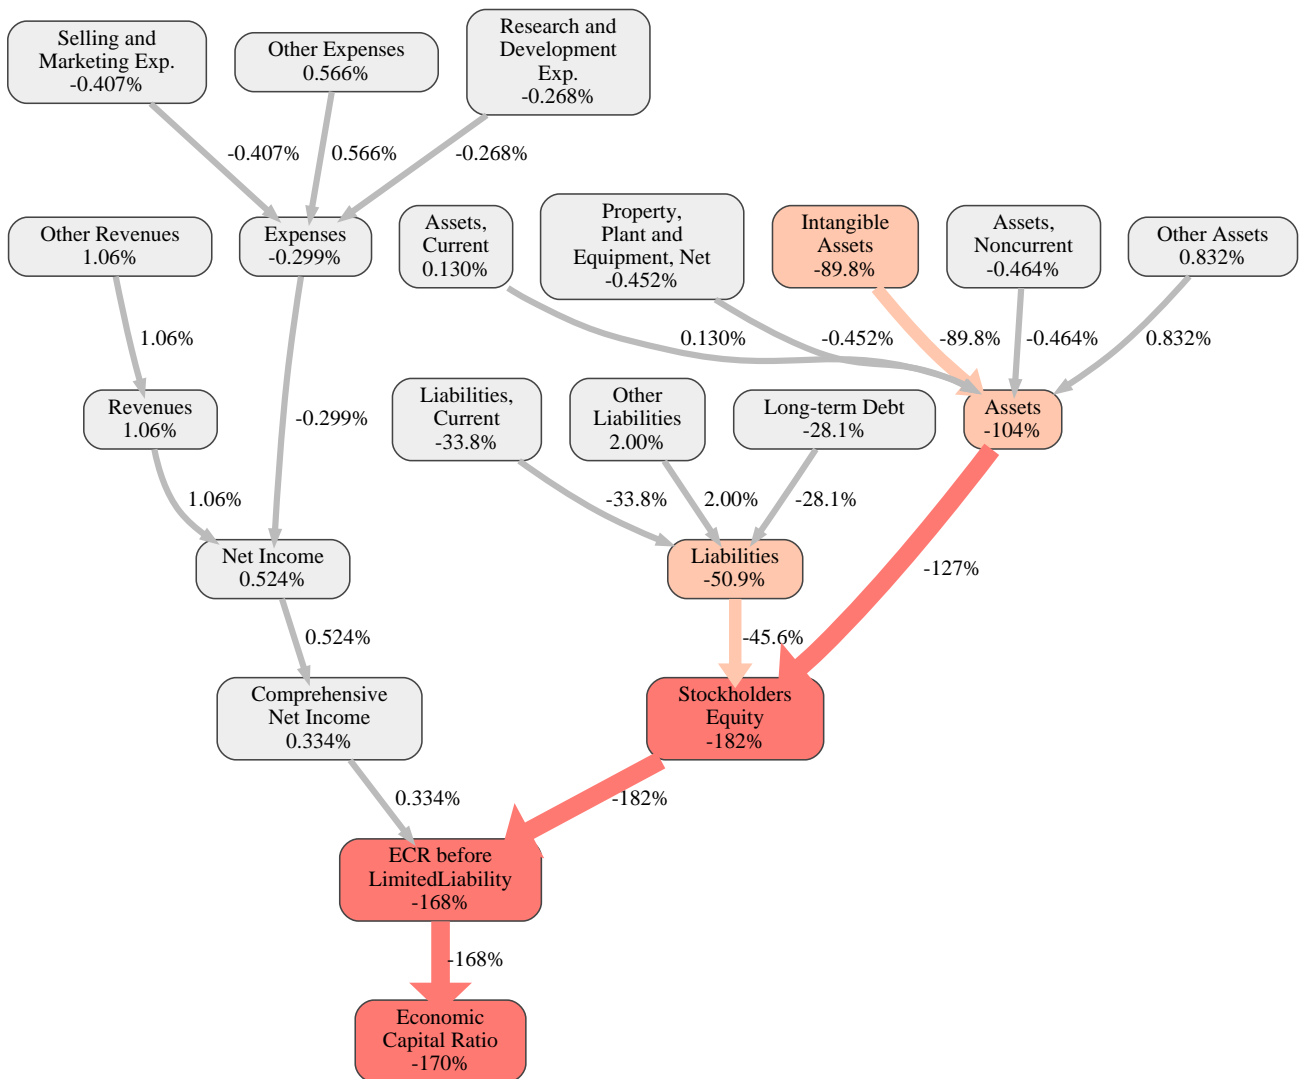 Selling and
Marketing Exp.
-0.407%
Other Expenses
0.566%
Research and
Development
Exp.
-0.268%
-0.407%
0.566%
-0.268%
Other Revenues
1.06%
Expenses
-0.299%
Assets,
Current
0.130%
Property,
Plant and
Equipment, Net
-0.452%
Intangible
Assets
-89.8%
Assets,
Noncurrent
-0.464%
Other Assets
0.832%
1.06%
0.130%
-0.452%
-89.8%
-0.464%
0.832%
Revenues
1.06%
-0.299%
Liabilities,
Current
-33.8%
Other
Liabilities
2.00%
Long-term Debt
-28.1%
Assets
-104%
1.06%
-33.8%
2.00%
-28.1%
Net Income
0.524%
Liabilities
-50.9%
-127%
0.524%
-45.6%
Comprehensive
Net Income
0.334%
Stockholders
Equity
-182%
0.334%
-182%
ECR before
LimitedLiability
-168%
-168%
Economic
Capital Ratio
-170%